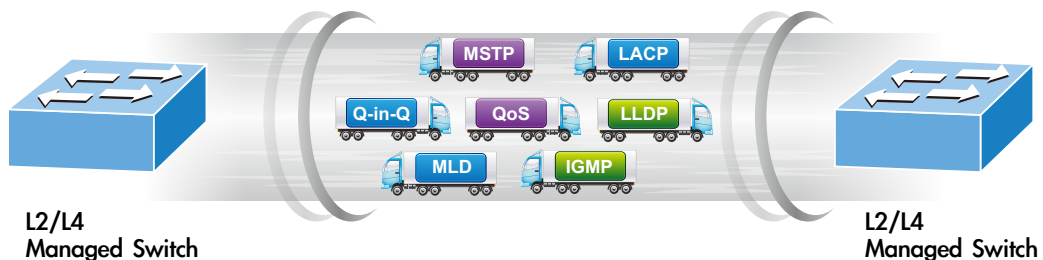 MSTP
LACP
Q-in-Q
QoS
LLDP
MLD
IGMP
L2/L4
Managed Switch
L2/L4
Managed Switch